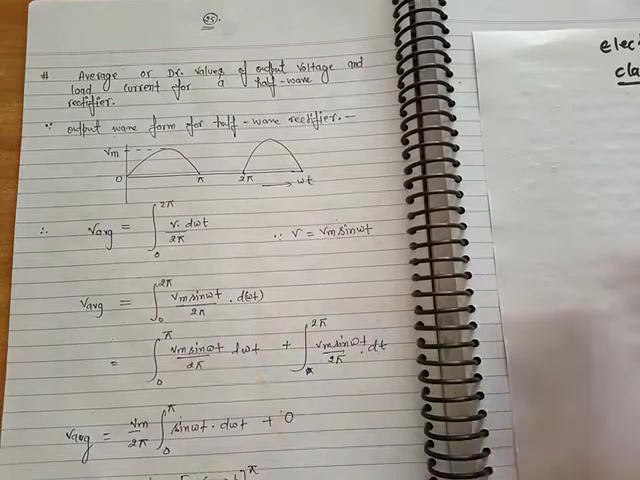 25.
# Average or Dc. values of output voltage and
load current for a half-wave
rectifier.
∵ output wave form for half-wave rectifier.—
Vm
0 π 2π → ωt
∴ Vavg = ∫₀^2π v. dωt / 2π ∵ V = Vm sinωt
Vavg = ∫₀^2π Vm sinωt / 2π . d(ωt)
= ∫₀^π Vm sinωt / 2π dωt + ∫π^2π Vm sinωt / 2π . dt
Vavg = Vm / 2π ∫₀^π sinωt . dωt + 0
elec
cla